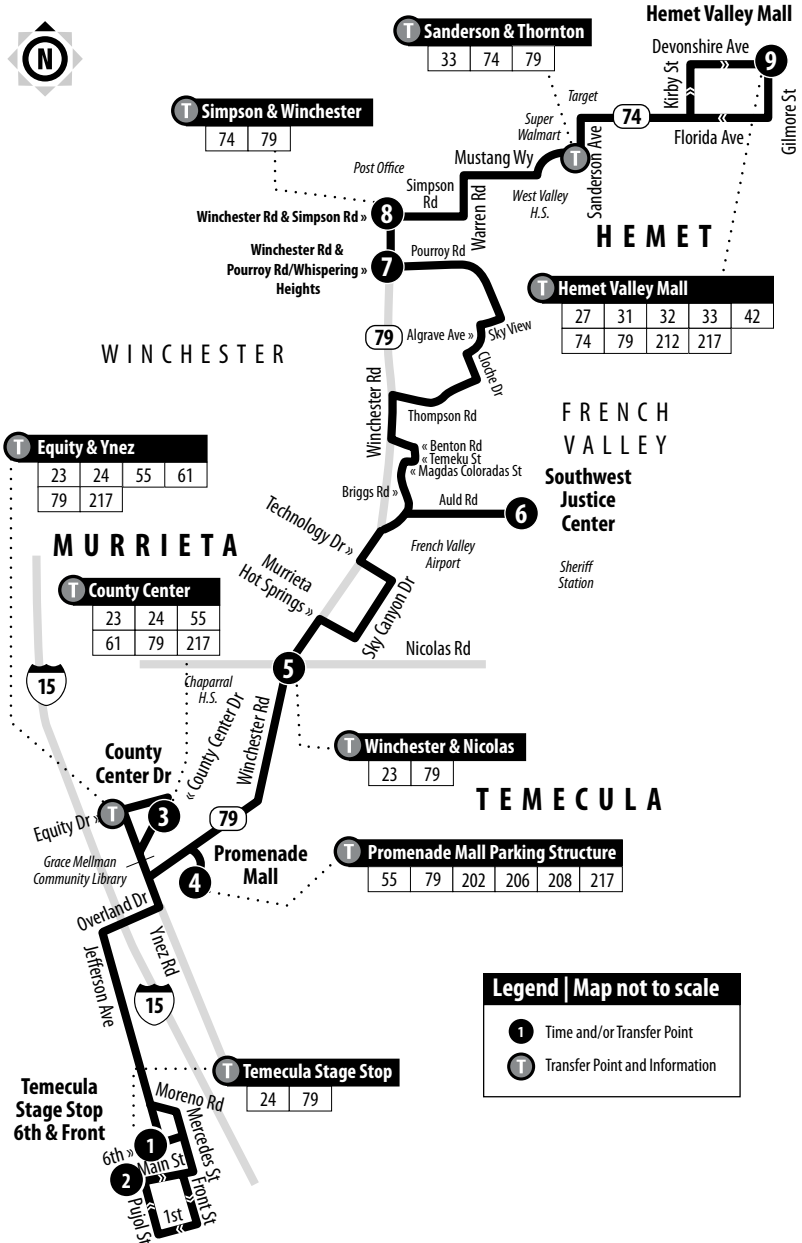 Hemet Valley Mall
N
T Sanderson & Thornton
33 74 79
Devonshire Ave
9
Kirby St
Gilmore St
Target
74
Florida Ave
T Simpson & Winchester
74 79
Super
Walmart
Sanderson Ave
T
Mustang Wy
Post Office
Simpson
Rd
Warren Rd
West Valley
H.S.
Winchester Rd & Simpson Rd »
8
HEMET
Winchester Rd &
Pourroy Rd/Whispering »
Heights
7
Pourroy Rd
T Hemet Valley Mall
27 31 32 33 42
74 79 212 217
79
Algrave Ave »
Sky View
Cloche Dr
WINCHESTER
Winchester Rd
Thompson Rd
FRENCH
VALLEY
T Equity & Ynez
23 24 55 61
79 217
« Benton Rd
« Temeku St
« Magdas Coloradas St
Briggs Rd »
Auld Rd
6
Southwest
Justice
Center
Technology Dr »
French Valley
Airport
Sheriff
Station
MURRIETA
Murrieta
Hot Springs »
Sky Canyon Dr
T County Center
23 24 55
61 79 217
Nicolas Rd
5
15
Chaparral
H.S.
« County Center Dr
Winchester Rd
County
Center Dr
T Winchester & Nicolas
23 79
TEMECULA
Equity Dr »
T
3
79
Grace Mellman
Community Library
Promenade
Mall
4
T Promenade Mall Parking Structure
55 79 202 206 208 217
Overland Dr
Ynez Rd
Jefferson Ave
15
Legend | Map not to scale
1 Time and/or Transfer Point
T Transfer Point and Information
T Temecula Stage Stop
24 79
Temecula
Stage Stop
6th & Front
Moreno Rd
Mercedes St
1
6th »
Main St
2
Front St
Pujol St
1st